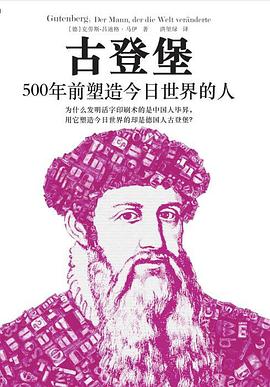 Gutenberg. Der Mann, der die Welt veränderte
[德]克劳斯-吕迪格·马伊 著 洪堃绿 译
古登堡
500年前塑造今日世界的人
为什么发明活字印刷术的是中国人毕昇，
用它塑造今日世界的却是德国人古登堡？